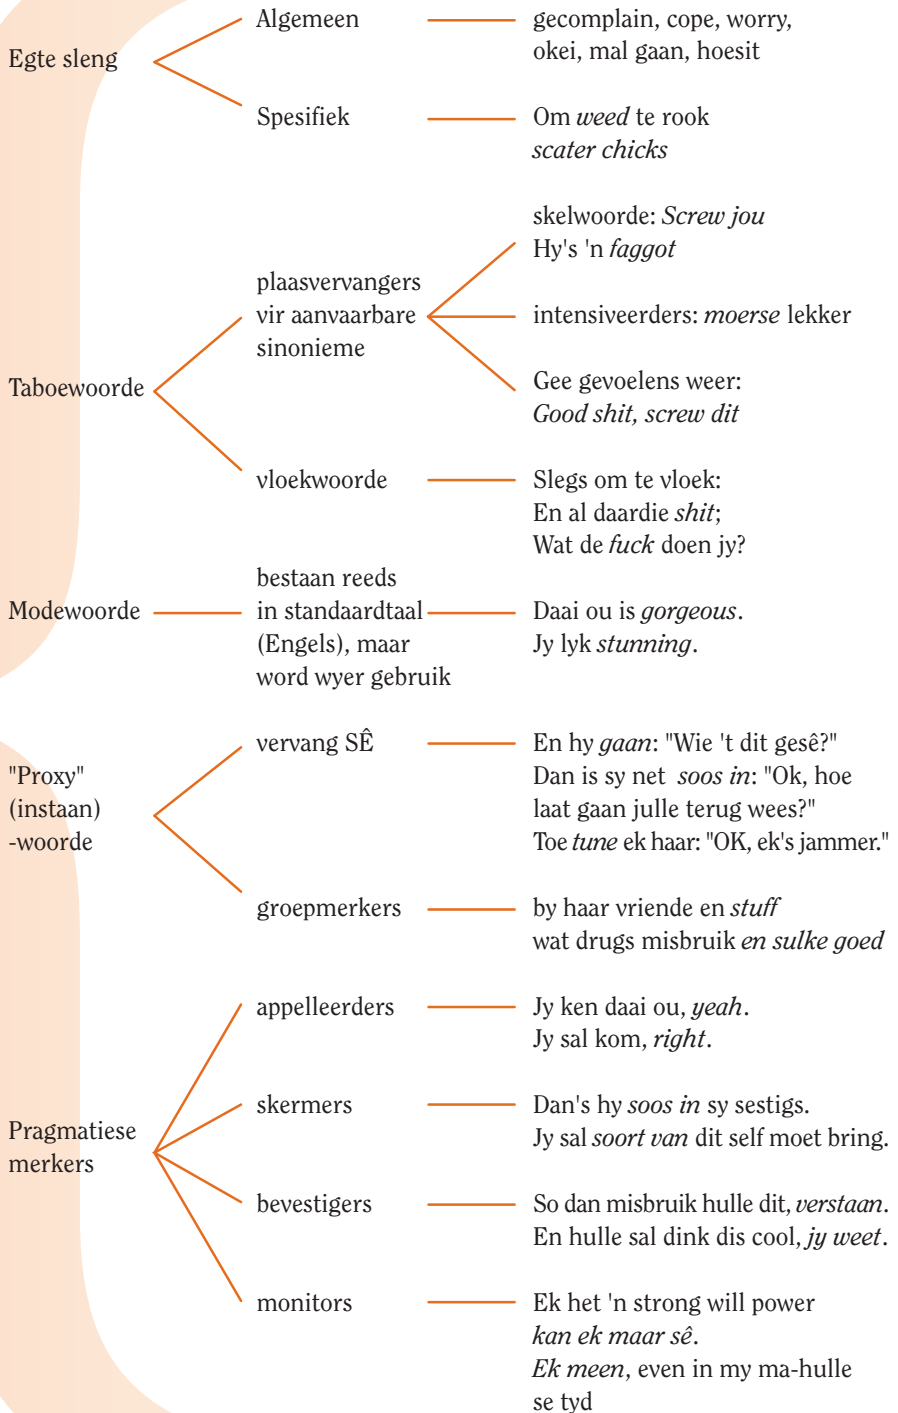 Egte sleng
Algemeen
gecomplain, cope, worry,
okei, mal gaan, hoesit
Spesifiek
Om weed te rook
scater chicks
Taboewoorde
plaasvervangers
vir aanvaarbare
sinonieme
skelwoorde: Screw jou
Hy's 'n faggot
intensiveerders: moerse lekker
Gee gevoelens weer:
Good shit, screw dit
vloekwoorde
Slegs om te vloek:
En al daardie shit;
Wat de fuck doen jy?
Modewoorde
bestaan reeds
in standaardtaal
(Engels), maar
word wyer gebruik
Daai ou is gorgeous.
Jy lyk stunning.
"Proxy"
(instaan)
-woorde
vervang SÊ
En hy gaan: "Wie 't dit gesê?"
Dan is sy net soos in: "Ok, hoe
laat gaan julle terug wees?"
Toe tune ek haar: "OK, ek's jammer."
groepmerkers
by haar vriende en stuff
wat drugs misbruik en sulke goed
Pragmatiese
merkers
appelleerders
Jy ken daai ou, yeah.
Jy sal kom, right.
skermers
Dan's hy soos in sy sestigs.
Jy sal soort van dit self moet bring.
bevestigers
So dan misbruik hulle dit, verstaan.
En hulle sal dink dis cool, jy weet.
monitors
Ek het 'n strong will power
kan ek maar sê.
Ek meen, even in my ma-hulle
se tyd